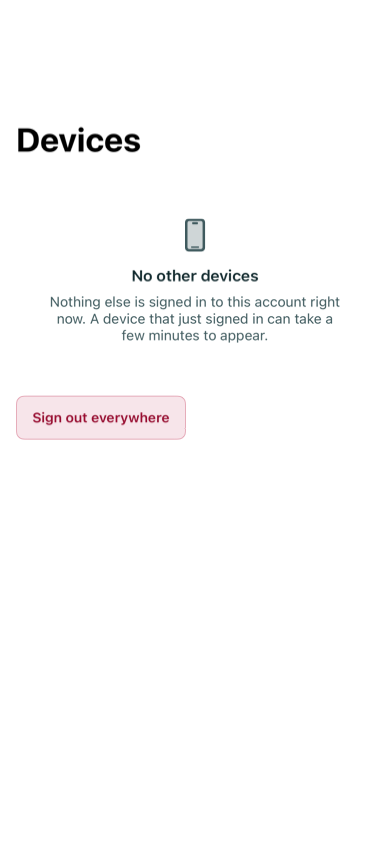 Devices
No other devices
Nothing else is signed in to this account right
now. A device that just signed in can take a
few minutes to appear.
Sign out everywhere